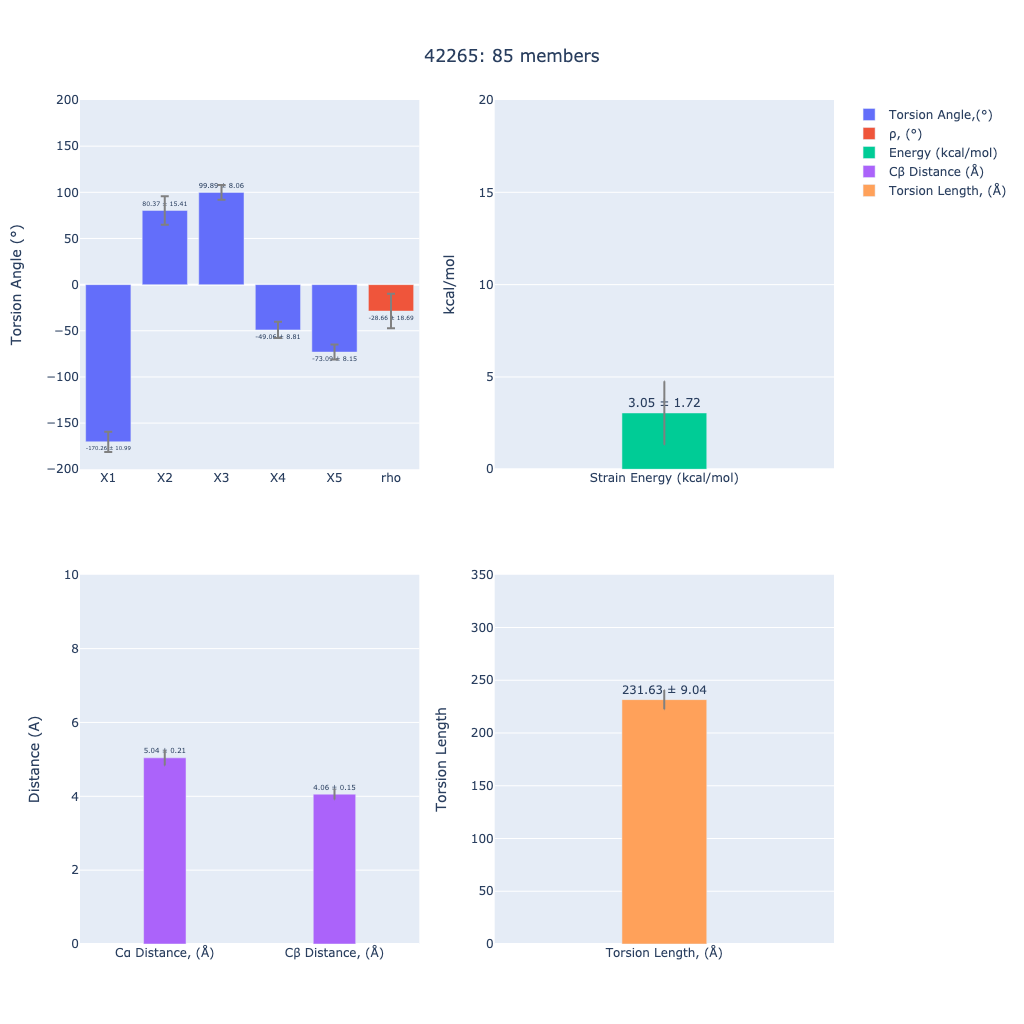 42265: 85 members
Torsion Angle (°)
200
150
100
50
0
−50
−100
−150
−200
-170.26 ± 10.99
80.37 ± 15.41
99.89 ± 8.06
-49.06 ± 8.81
-73.09 ± 8.15
-28.66 ± 18.69
X1 X2 X3 X4 X5 rho
kcal/mol
20
15
10
5
0
3.05 ± 1.72
Strain Energy (kcal/mol)
Torsion Angle,(°)
ρ, (°)
Energy (kcal/mol)
Cβ Distance (Å)
Torsion Length, (Å)
Distance (A)
10
8
6
4
2
0
5.04 ± 0.21
4.06 ± 0.15
Cα Distance, (Å) Cβ Distance, (Å)
Torsion Length
350
300
250
200
150
100
50
0
231.63 ± 9.04
Torsion Length, (Å)